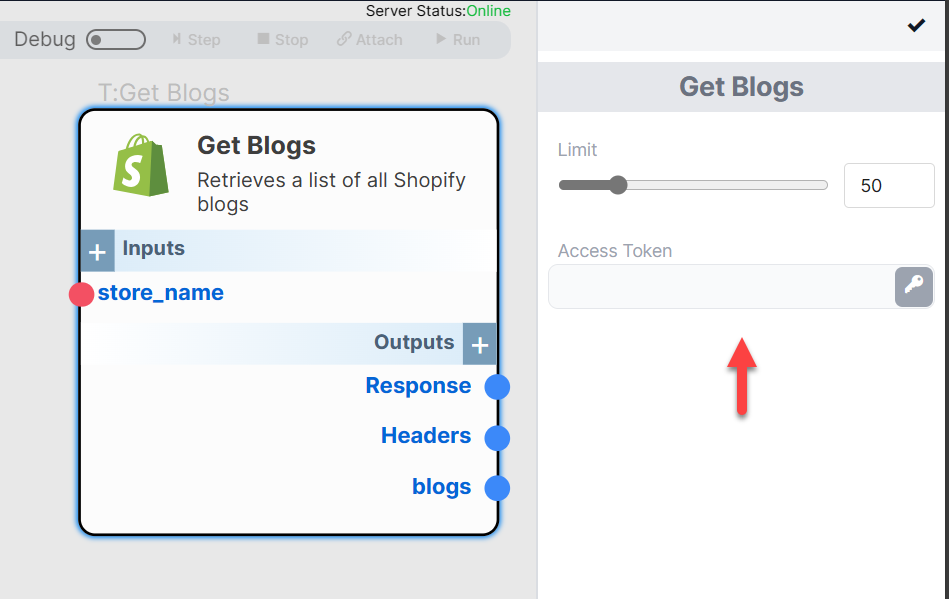 Server Status:Online
Debug Step Stop Attach Run
T:Get Blogs
Get Blogs
Retrieves a list of all Shopify
blogs
Inputs
store_name
Outputs
Response
Headers
blogs
Get Blogs
Limit
50
Access Token